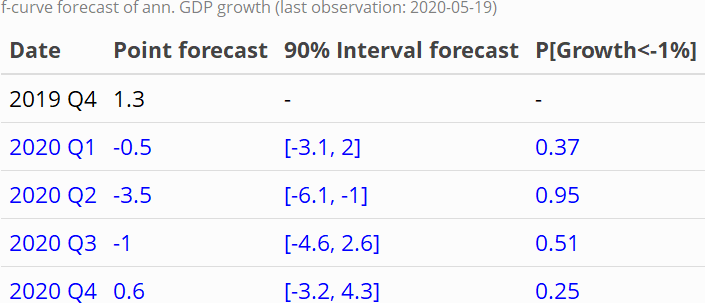 f-curve forecast of ann. GDP growth (last observation: 2020-05-19)
Date Point forecast 90% Interval forecast P[Growth<-1%]
2019 Q4 1.3 - -
2020 Q1 -0.5 [-3.1, 2] 0.37
2020 Q2 -3.5 [-6.1, -1] 0.95
2020 Q3 -1 [-4.6, 2.6] 0.51
2020 Q4 0.6 [-3.2, 4.3] 0.25